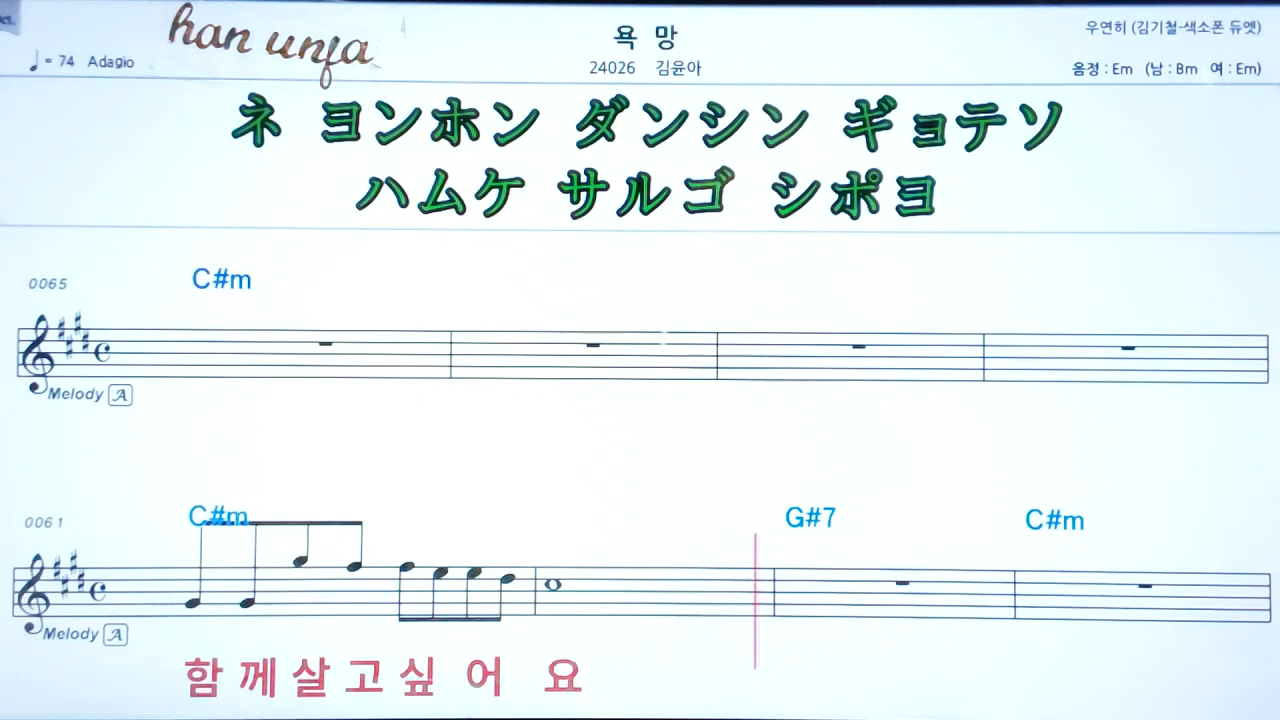 han unfa
욕 망
우연히 (김기철-색소폰 듀엣)
♩= 74 Adagio
24026 김윤아
음정 : Em (남 : Bm 여 : Em)
ネ ヨンホン ダンシン ギョテソ
ハムケ サルゴ シポヨ
0065 C#m
Melody A
0061 C#m G#7 C#m
Melody A
함께살고싶 어 요